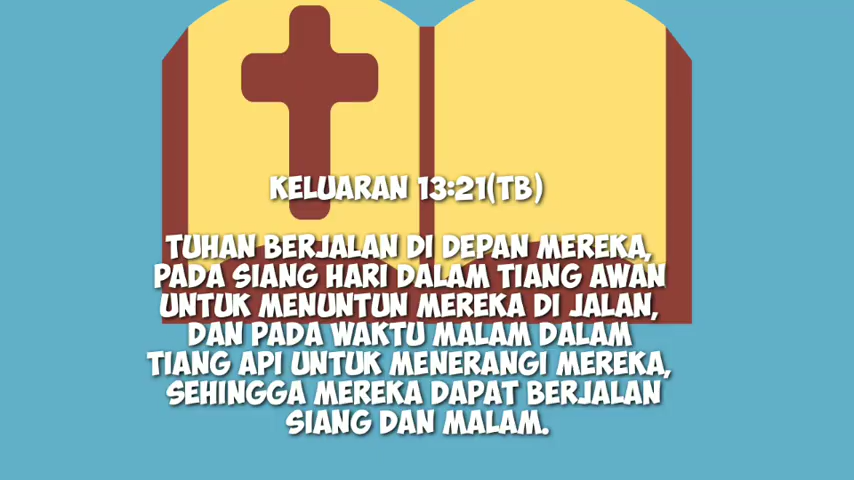 KELUARAN 13:21(TB)
TUHAN BERJALAN DI DEPAN MEREKA,
PADA SIANG HARI DALAM TIANG AWAN
UNTUK MENUNTUN MEREKA DI JALAN,
DAN PADA WAKTU MALAM DALAM
TIANG API UNTUK MENERANGI MEREKA,
SEHINGGA MEREKA DAPAT BERJALAN
SIANG DAN MALAM.